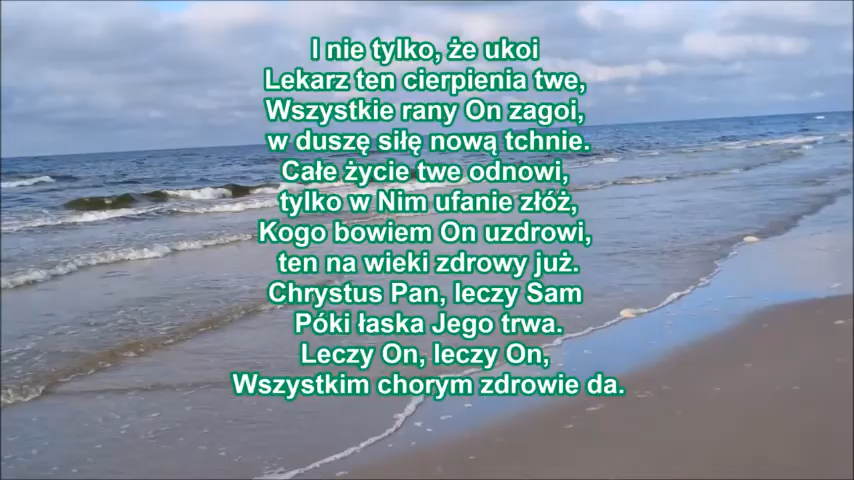 I nie tylko, że ukoi
Lekarz ten cierpienia twe,
Wszystkie rany On zagoi,
w duszę siłę nową tchnie.
Całe życie twe odnowi,
tylko w Nim ufanie złóż,
Kogo bowiem On uzdrowi,
ten na wieki zdrowy już.
Chrystus Pan, leczy Sam
Póki łaska Jego trwa.
Leczy On, leczy On,
Wszystkim chorym zdrowie da.